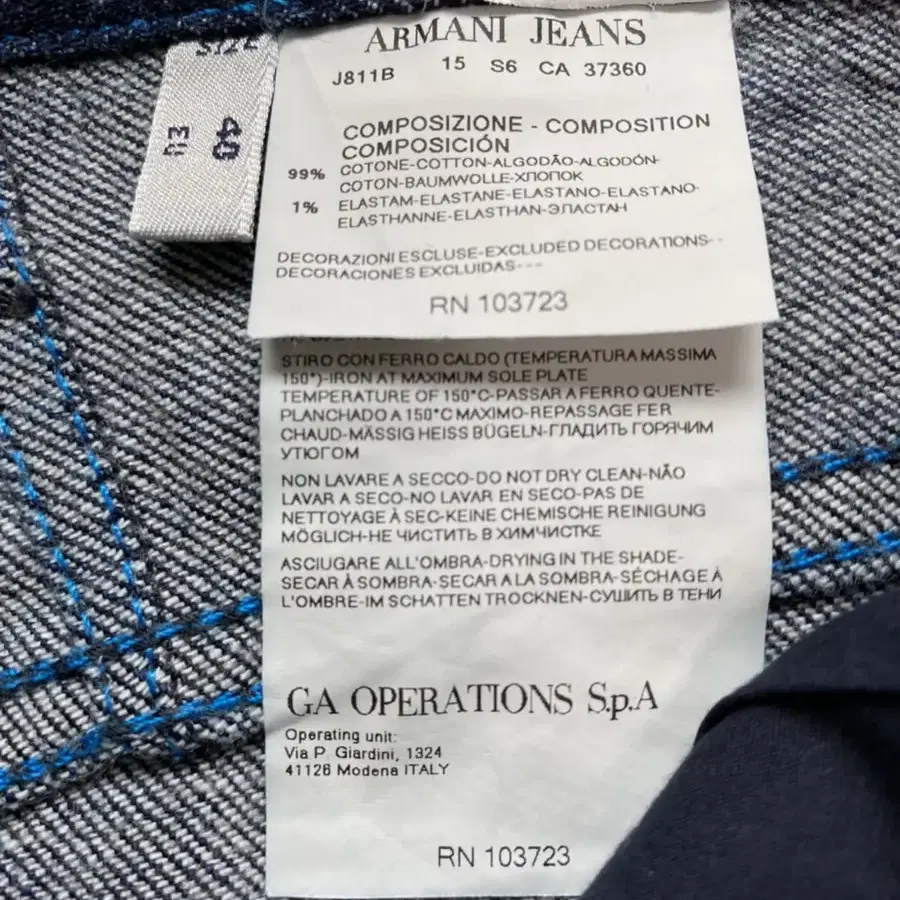 SIZE
40
EU
ARMANI JEANS
J811B 15 S6 CA 37360
COMPOSIZIONE - COMPOSITION
COMPOSICIÓN
99% COTONE-COTTON-ALGODÃO-ALGODÓN-
COTON-BAUMWOLLE-ХЛОПОК
1% ELASTAM-ELASTANE-ELASTANO-ELASTANO-
ELASTHANNE-ELASTHAN-ЭЛАСТАН
DECORAZIONI ESCLUSE-EXCLUDED DECORATIONS--
DECORACIONES EXCLUIDAS---
RN 103723
STIRO CON FERRO CALDO (TEMPERATURA MASSIMA
150°)-IRON AT MAXIMUM SOLE PLATE
TEMPERATURE OF 150°C-PASSAR A FERRO QUENTE-
PLANCHADO A 150°C MAXIMO-REPASSAGE FER
CHAUD-MÄSSIG HEISS BÜGELN-ГЛАДИТЬ ГОРЯЧИМ
УТЮГОМ
NON LAVARE A SECCO-DO NOT DRY CLEAN-NÃO
LAVAR A SECO-NO LAVAR EN SECO-PAS DE
NETTOYAGE À SEC-KEINE CHEMISCHE REINIGUNG
MÖGLICH-НЕ ЧИСТИТЬ В ХИМЧИСТКЕ
ASCIUGARE ALL'OMBRA-DRYING IN THE SHADE-
SECAR À SOMBRA-SECAR A LA SOMBRA-SÉCHAGE À
L'OMBRE-IM SCHATTEN TROCKNEN-СУШИТЬ В ТЕНИ
GA OPERATIONS S.p.A
Operating unit:
Via P. Giardini, 1324
41126 Modena ITALY
RN 103723